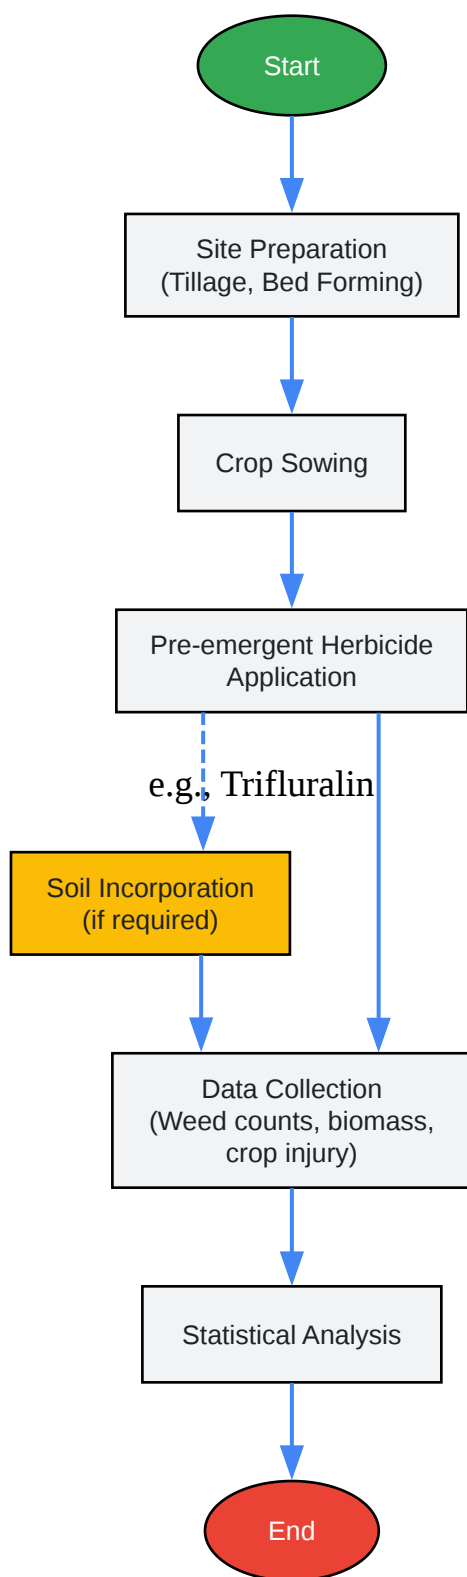 Start
Site Preparation
(Tillage, Bed Forming)
Crop Sowing
Pre-emergent Herbicide
Application
e.g., Trifluralin
Soil Incorporation
(if required)
Data Collection
(Weed counts, biomass,
crop injury)
Statistical Analysis
End